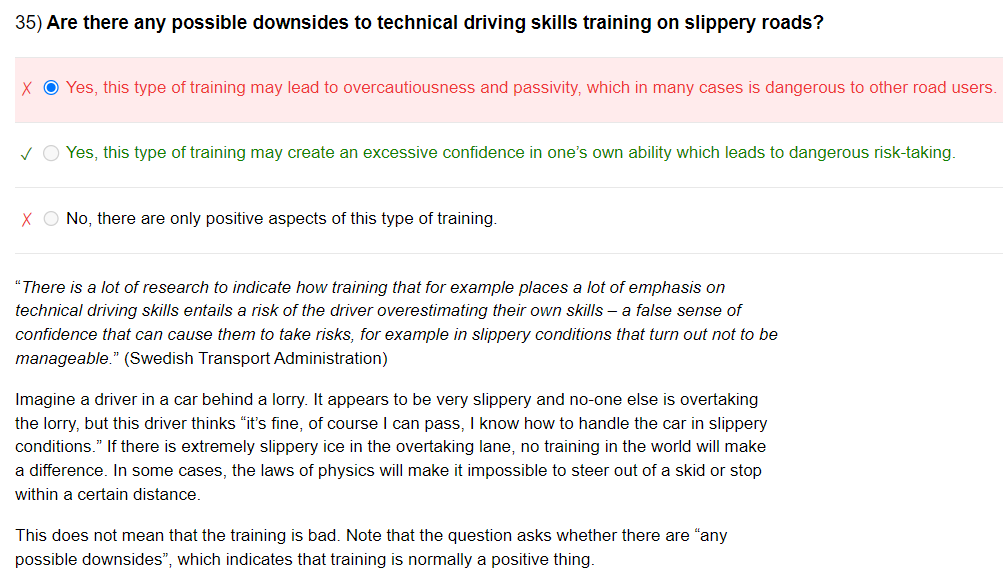 35) Are there any possible downsides to technical driving skills training on slippery roads?
✗ Yes, this type of training may lead to overcautiousness and passivity, which in many cases is dangerous to other road users.
✓ Yes, this type of training may create an excessive confidence in one’s own ability which leads to dangerous risk-taking.
✗ No, there are only positive aspects of this type of training.
“There is a lot of research to indicate how training that for example places a lot of emphasis on
technical driving skills entails a risk of the driver overestimating their own skills – a false sense of
confidence that can cause them to take risks, for example in slippery conditions that turn out not to be
manageable.” (Swedish Transport Administration)
Imagine a driver in a car behind a lorry. It appears to be very slippery and no-one else is overtaking
the lorry, but this driver thinks “it’s fine, of course I can pass, I know how to handle the car in slippery
conditions.” If there is extremely slippery ice in the overtaking lane, no training in the world will make
a difference. In some cases, the laws of physics will make it impossible to steer out of a skid or stop
within a certain distance.
This does not mean that the training is bad. Note that the question asks whether there are “any
possible downsides”, which indicates that training is normally a positive thing.